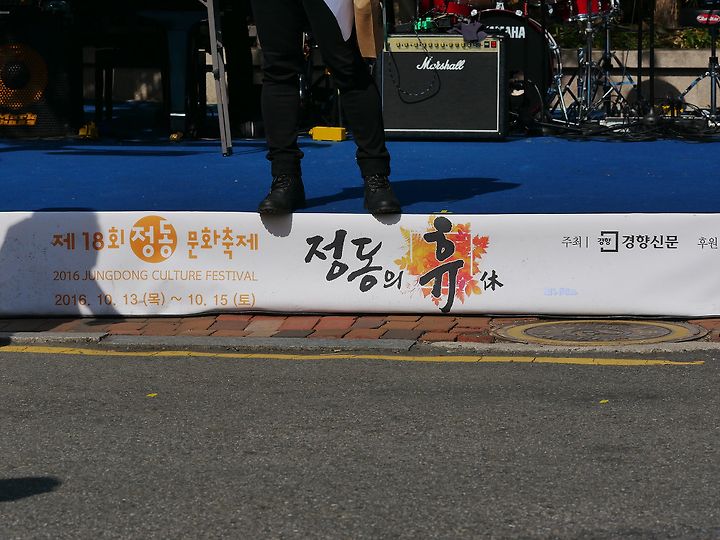 YAMAHA
Marshall
제 18회 정동 문화축제
2016 JUNGDONG CULTURE FESTIVAL
2016. 10. 13 (목) ~ 10. 15 (토)
정동의 휴 休
주최 | 경향 경향신문 후원